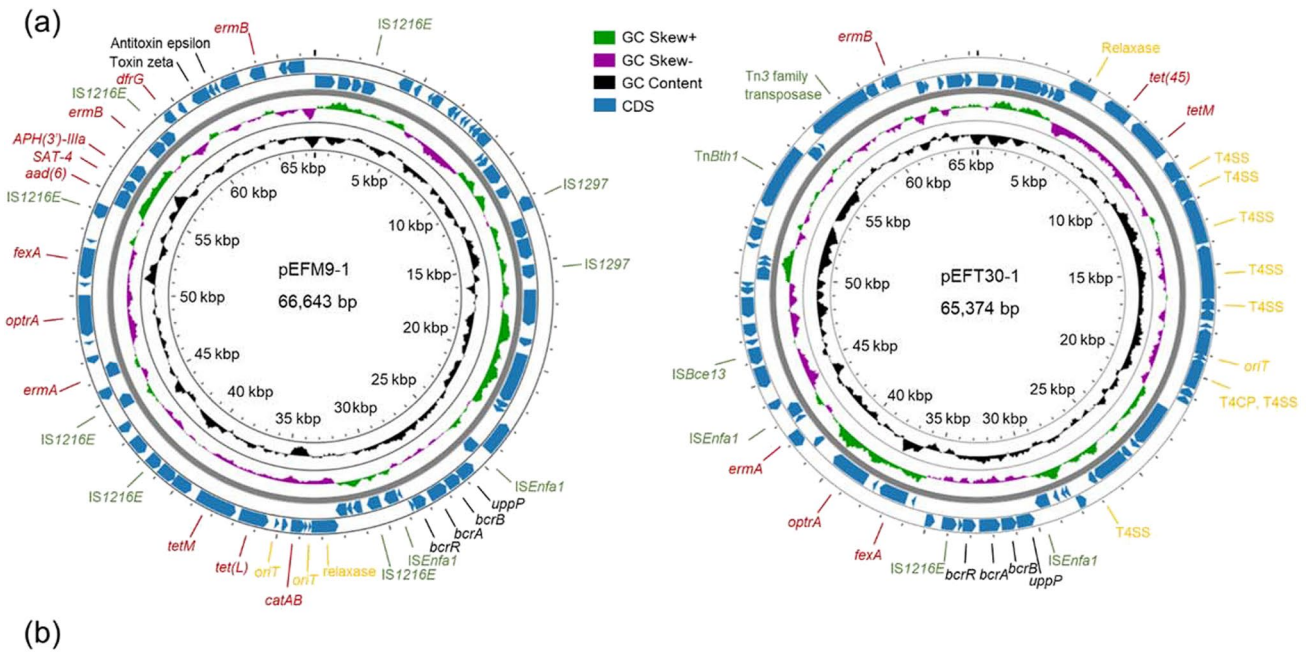 (a)
GC Skew+
GC Skew-
GC Content
CDS
IS1216E
IS1297
IS1297
ISEnfa1
uppP
bcrB
bcrA
bcrR
ISEnfa1
IS1216E
relaxase
oriT
catAB
oriT
tet(L)
tetM
IS1216E
IS1216E
ermA
optrA
fexA
IS1216E
aad(6)
SAT-4
APH(3')-IIIa
ermB
IS1216E
dfrG
Toxin zeta
Antitoxin epsilon
ermB
65 kbp
5 kbp
10 kbp
15 kbp
20 kbp
25 kbp
30 kbp
35 kbp
40 kbp
45 kbp
50 kbp
55 kbp
60 kbp
pEFM9-1
66,643 bp
Relaxase
tet(45)
tetM
T4SS
T4SS
T4SS
T4SS
T4SS
oriT
T4CP, T4SS
T4SS
ISEnfa1
uppP
bcrB
bcrA
bcrR
IS1216E
fexA
optrA
ermA
ISEnfa1
ISBce13
TnBth1
Tn3 family
transposase
ermB
65 kbp
5 kbp
10 kbp
15 kbp
20 kbp
25 kbp
30 kbp
35 kbp
40 kbp
45 kbp
50 kbp
55 kbp
60 kbp
pEFT30-1
65,374 bp
(b)